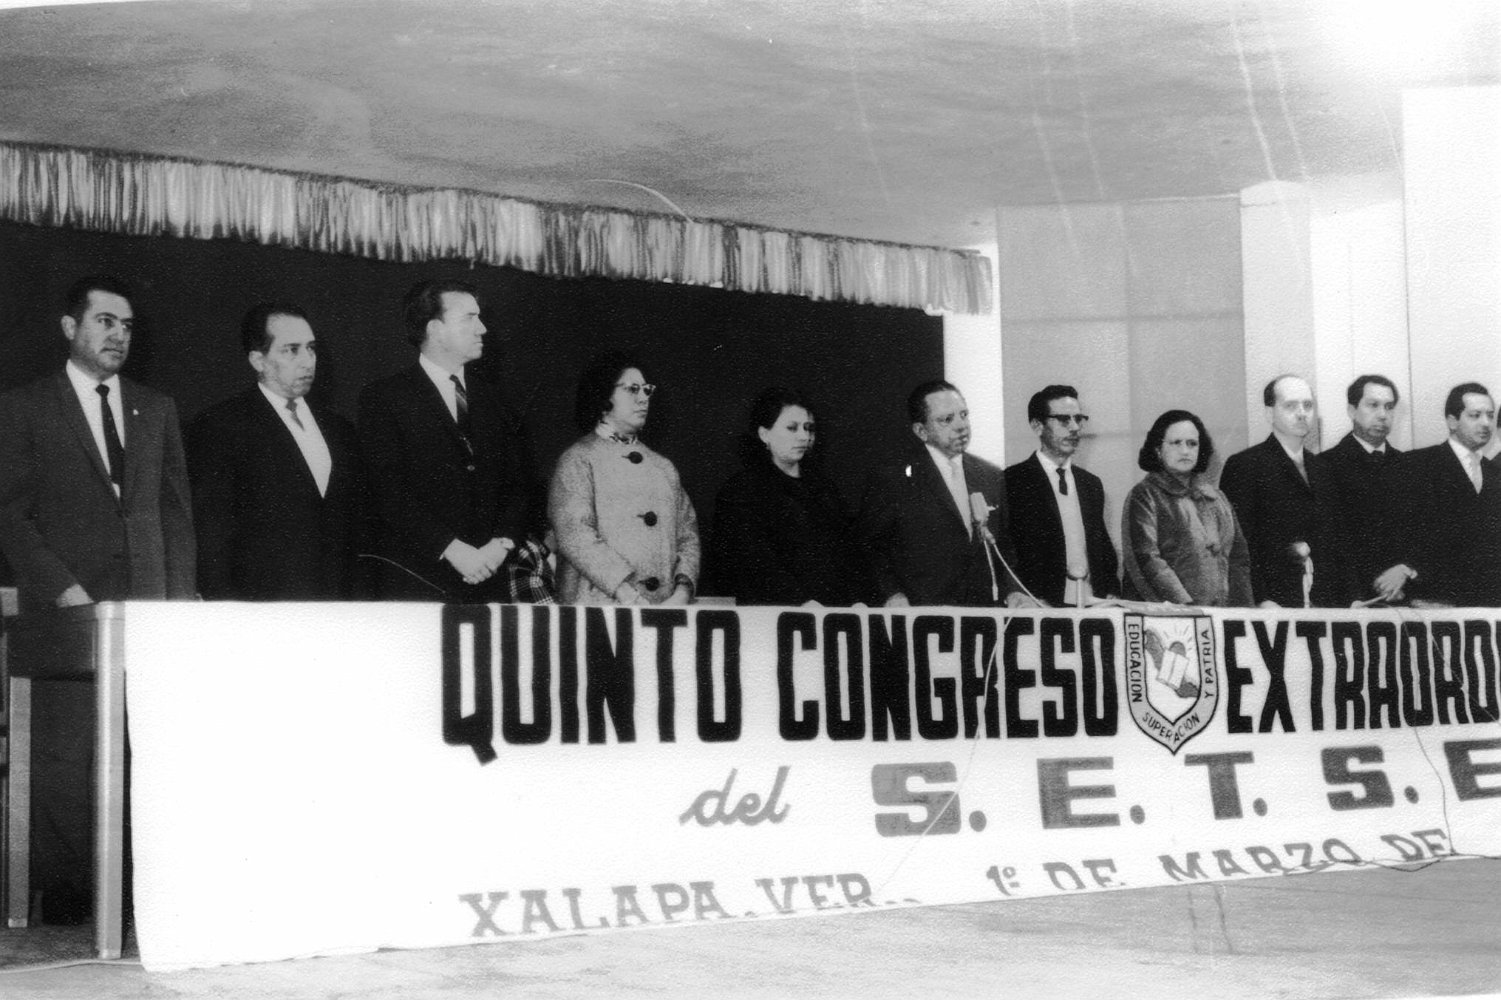 QUINTO CONGRESO EXTRAORD
EDUCACION
SUPERACION
Y PATRIA
del S. E. T. S. E
XALAPA, VER., 1º DE MARZO DE